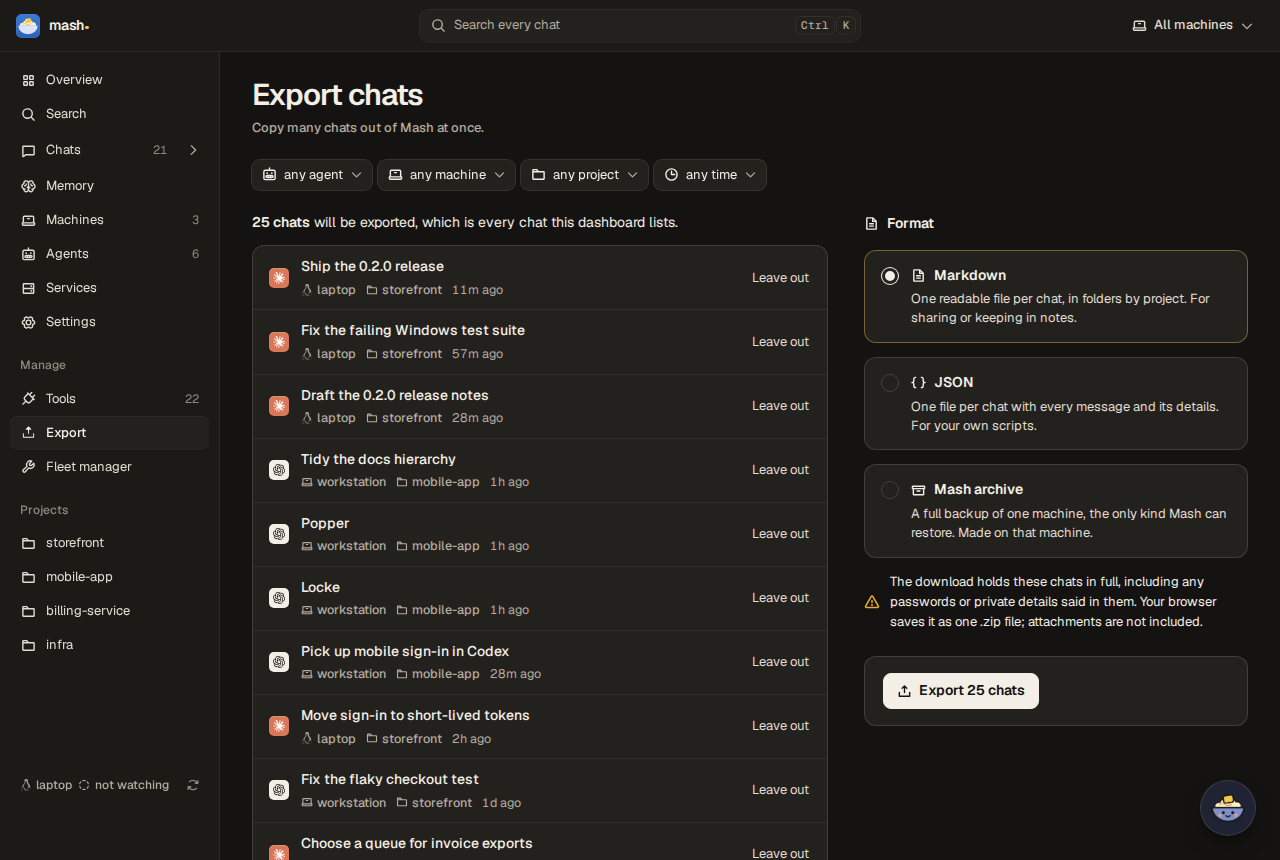 mash
Search every chat
Ctrl K
All machines
Overview
Search
Chats 21
Memory
Machines 3
Agents 6
Services
Settings
Manage
Tools 22
Export
Fleet manager
Projects
storefront
mobile-app
billing-service
infra
laptop not watching
Export chats
Copy many chats out of Mash at once.
any agent any machine any project any time
25 chats will be exported, which is every chat this dashboard lists.
Ship the 0.2.0 release
laptop storefront 11m ago
Leave out
Fix the failing Windows test suite
laptop storefront 57m ago
Leave out
Draft the 0.2.0 release notes
laptop storefront 28m ago
Leave out
Tidy the docs hierarchy
workstation mobile-app 1h ago
Leave out
Popper
workstation mobile-app 1h ago
Leave out
Locke
workstation mobile-app 1h ago
Leave out
Pick up mobile sign-in in Codex
workstation mobile-app 28m ago
Leave out
Move sign-in to short-lived tokens
laptop storefront 2h ago
Leave out
Fix the flaky checkout test
workstation storefront 1d ago
Leave out
Choose a queue for invoice exports
Leave out
Format
Markdown
One readable file per chat, in folders by project. For
sharing or keeping in notes.
{ } JSON
One file per chat with every message and its details.
For your own scripts.
Mash archive
A full backup of one machine, the only kind Mash can
restore. Made on that machine.
The download holds these chats in full, including any
passwords or private details said in them. Your browser
saves it as one .zip file; attachments are not included.
Export 25 chats